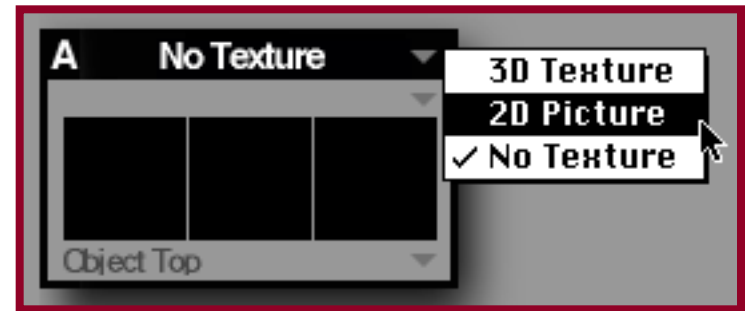 A No Texture
3D Texture
2D Picture
✓ No Texture
Object Top